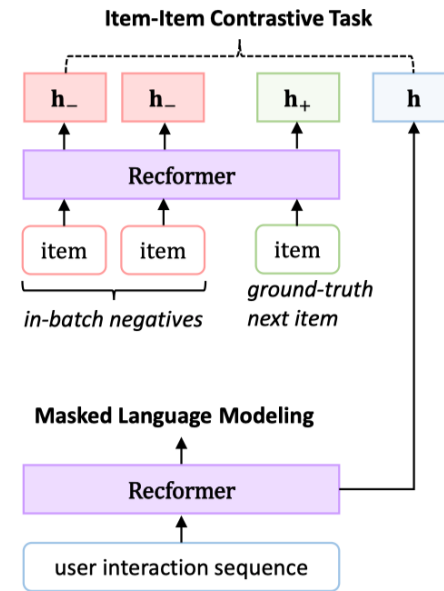 Item-Item Contrastive Task
h₋ h₋ h₊ h
Recformer
item item item
in-batch negatives
ground-truth
next item
Masked Language Modeling
Recformer
user interaction sequence